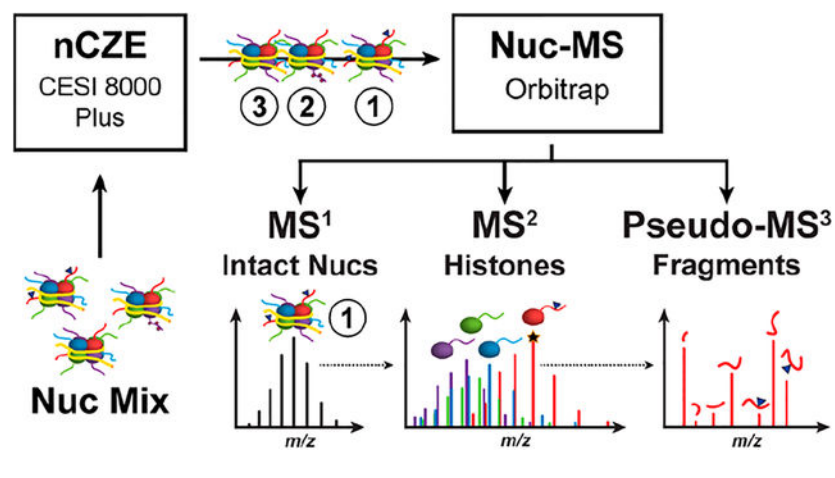 nCZE
CESI 8000
Plus
3 2 1
Nuc-MS
Orbitrap
MS¹
Intact Nucs
MS²
Histones
Pseudo-MS³
Fragments
1
Nuc Mix
m/z
m/z
m/z